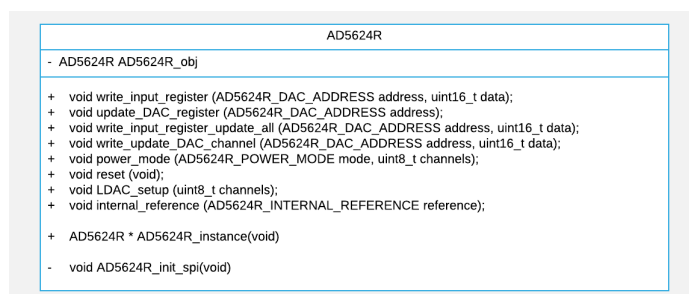 AD5624R
- AD5624R AD5624R_obj
+ void write_input_register (AD5624R_DAC_ADDRESS address, uint16_t data);
+ void update_DAC_register (AD5624R_DAC_ADDRESS address);
+ void write_input_register_update_all (AD5624R_DAC_ADDRESS address, uint16_t data);
+ void write_update_DAC_channel (AD5624R_DAC_ADDRESS address, uint16_t data);
+ void power_mode (AD5624R_POWER_MODE mode, uint8_t channels);
+ void reset (void);
+ void LDAC_setup (uint8_t channels);
+ void internal_reference (AD5624R_INTERNAL_REFERENCE reference);
+ AD5624R * AD5624R_instance(void)
- void AD5624R_init_spi(void)